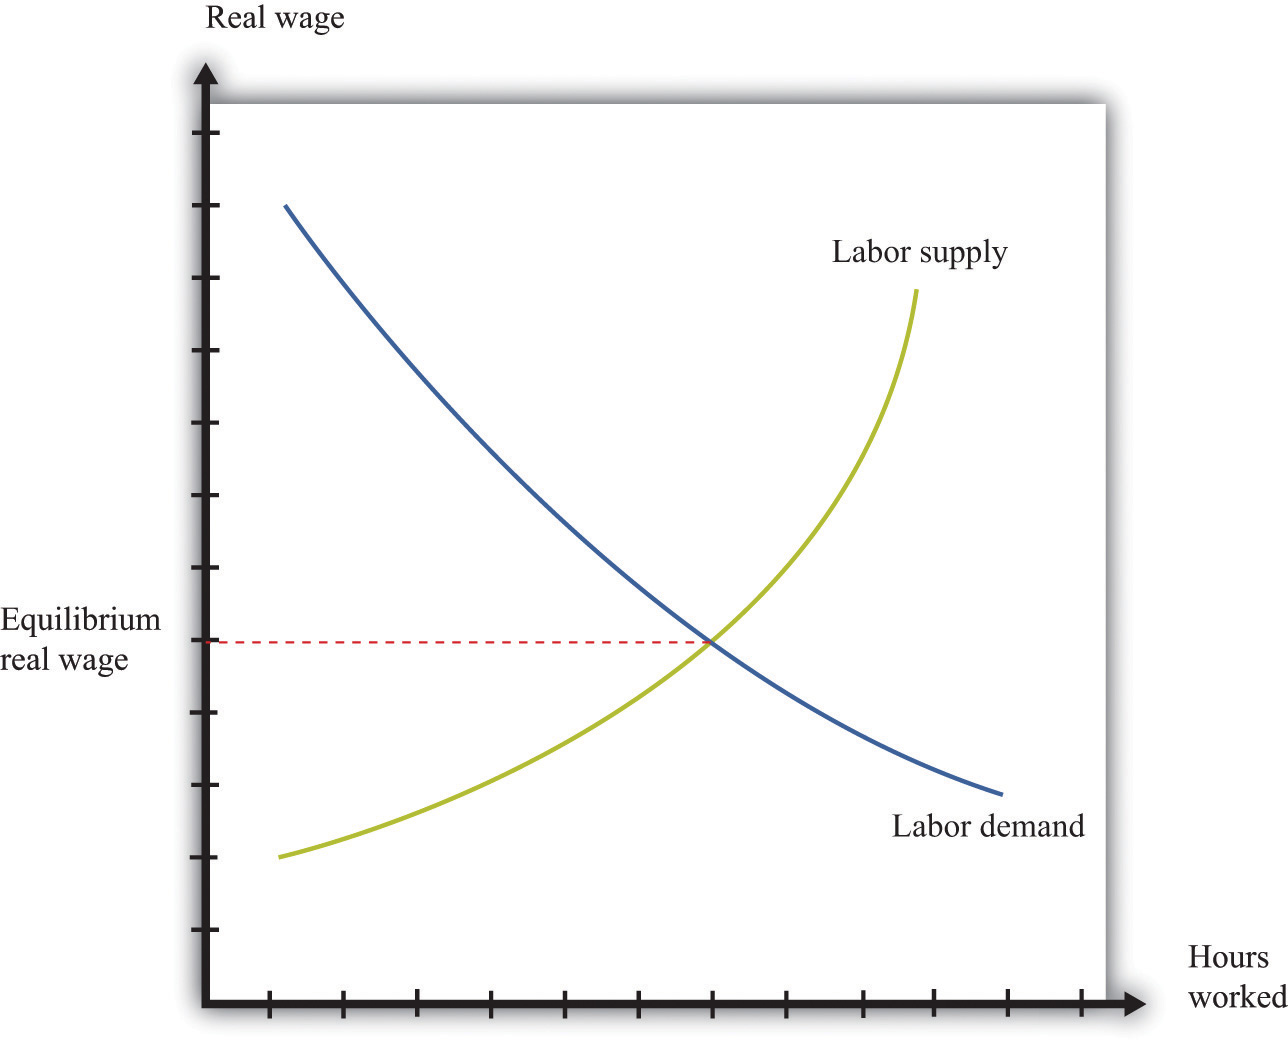 Real wage
Labor supply
Equilibrium
real wage
Labor demand
Hours
worked